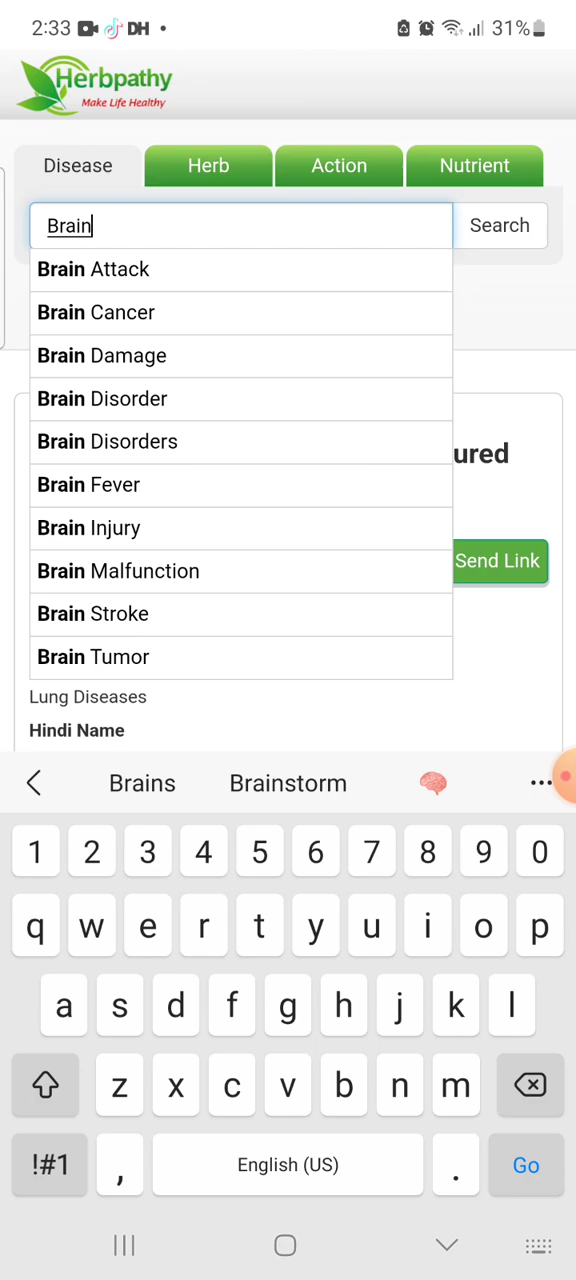 2:33 DH • 31%
Herbpathy
Make Life Healthy
Disease Herb Action Nutrient
Brain Search
Brain Attack
Brain Cancer
Brain Damage
Brain Disorder
Brain Disorders
ured
Brain Fever
Brain Injury
Send Link
Brain Malfunction
Brain Stroke
Brain Tumor
Lung Diseases
Hindi Name
Brains Brainstorm ...
1 2 3 4 5 6 7 8 9 0
q w e r t y u i o p
a s d f g h j k l
z x c v b n m
!#1 , English (US) . Go